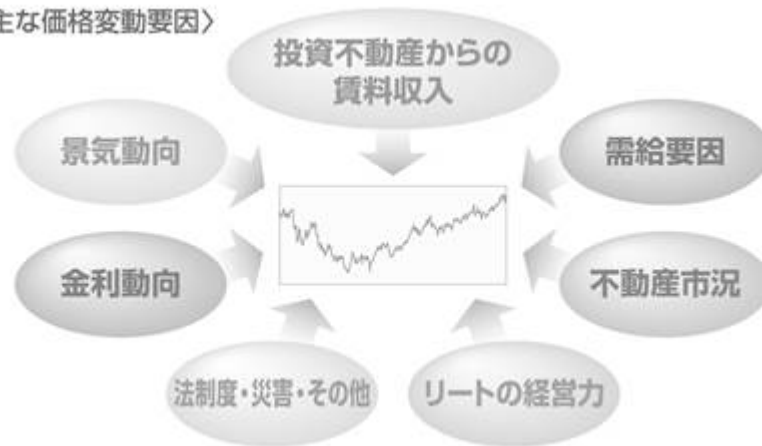 主な価格変動要因〉
投資不動産からの
賃料収入
景気動向
需給要因
金利動向
不動産市況
法制度・災害・その他
リートの経営力